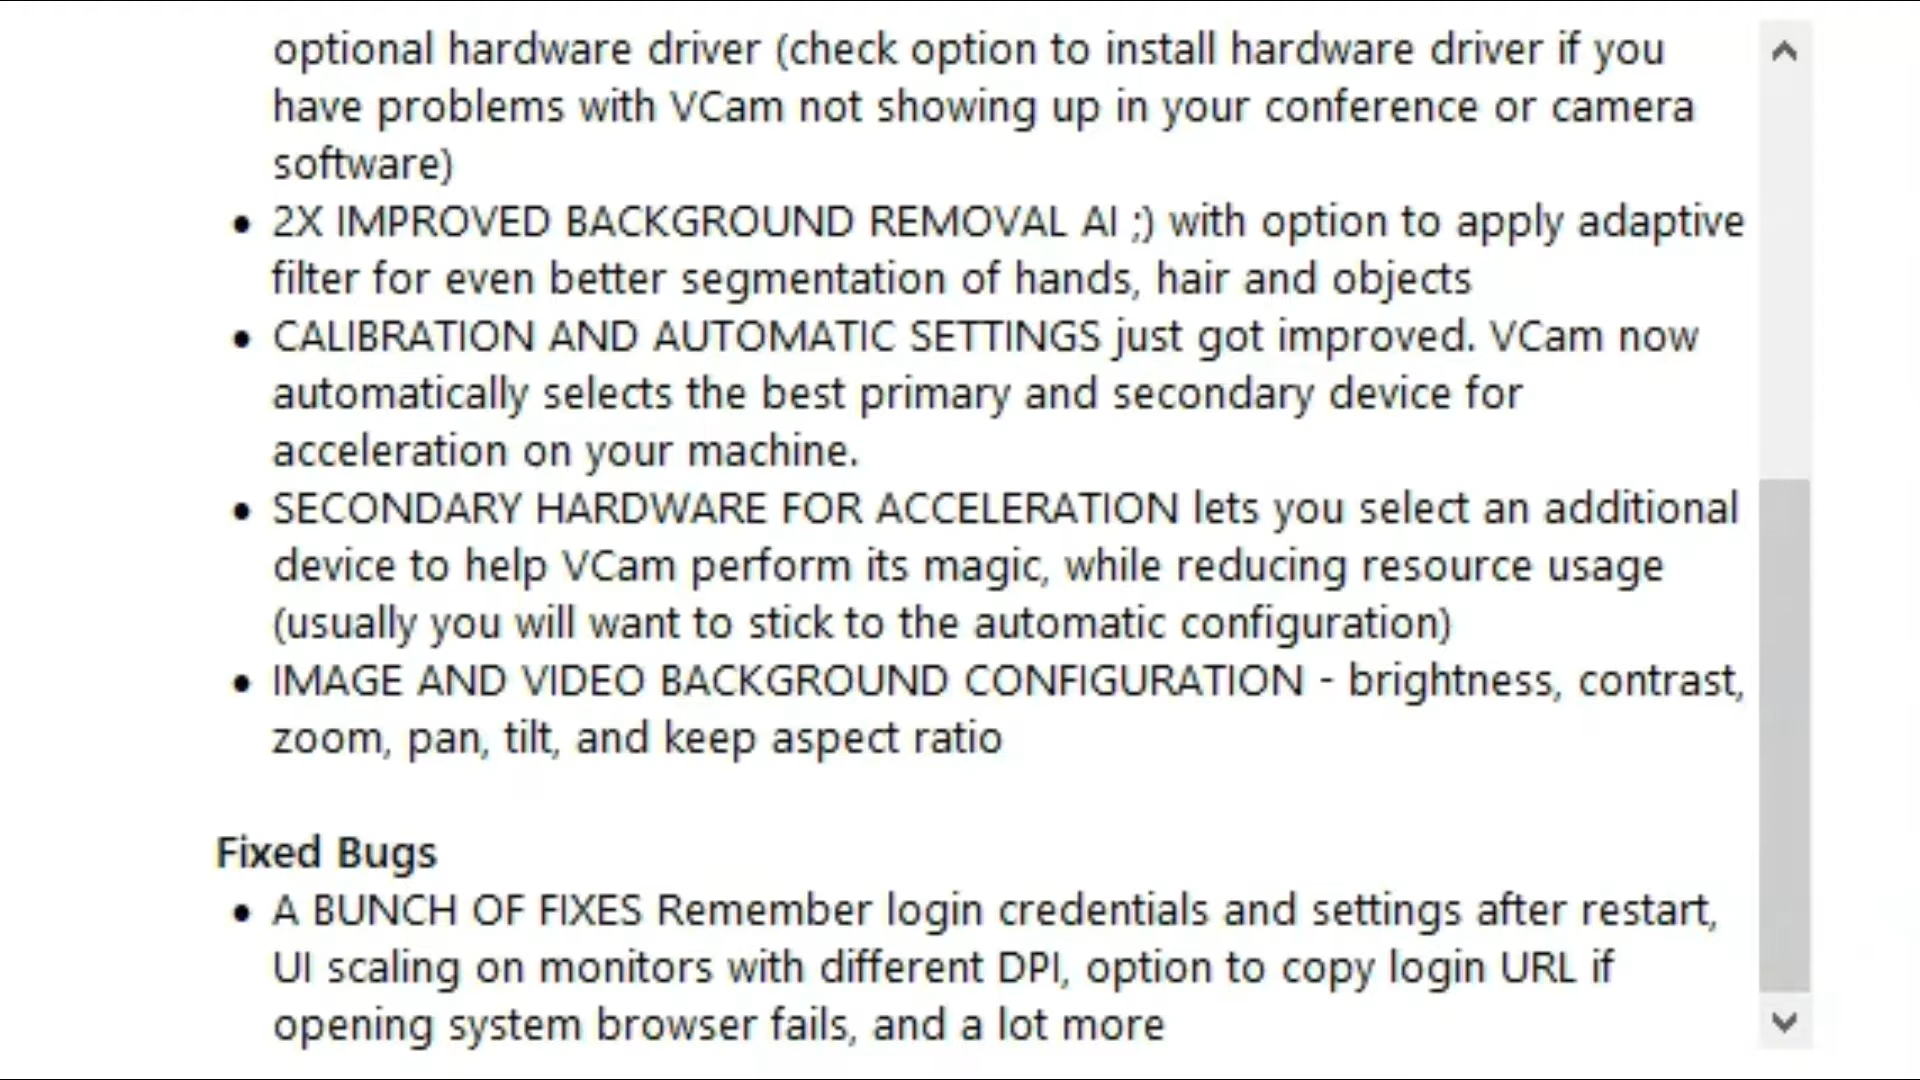 optional hardware driver (check option to install hardware driver if you
have problems with VCam not showing up in your conference or camera
software)
• 2X IMPROVED BACKGROUND REMOVAL AI ;) with option to apply adaptive
filter for even better segmentation of hands, hair and objects
• CALIBRATION AND AUTOMATIC SETTINGS just got improved. VCam now
automatically selects the best primary and secondary device for
acceleration on your machine.
• SECONDARY HARDWARE FOR ACCELERATION lets you select an additional
device to help VCam perform its magic, while reducing resource usage
(usually you will want to stick to the automatic configuration)
• IMAGE AND VIDEO BACKGROUND CONFIGURATION - brightness, contrast,
zoom, pan, tilt, and keep aspect ratio
Fixed Bugs
• A BUNCH OF FIXES Remember login credentials and settings after restart,
UI scaling on monitors with different DPI, option to copy login URL if
opening system browser fails, and a lot more